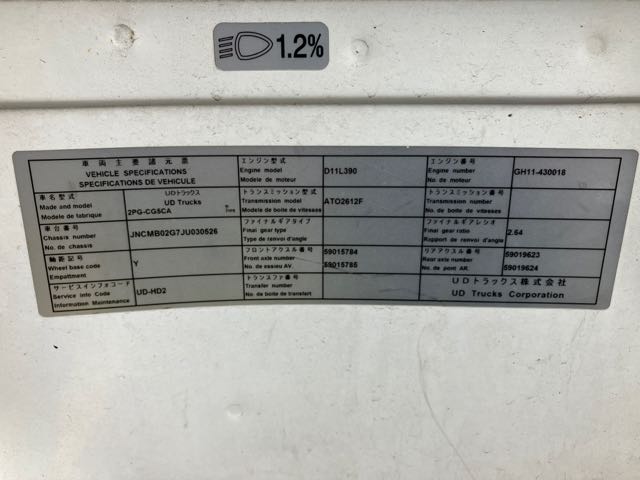 1.2%
車両主要諸元票
VEHICLE SPECIFICATIONS
SPECIFICATIONS DE VEHICULE
エンジン型式
Engine model
Modele de moteur
D11L390
エンジン番号
Engine number
No. de moteur
GH11-430018
車名型式
Made and model
Modele de fabrique
UDトラックス
UD Trucks
2PG-CG5CA
トランスミッション型式
Transmission model
Modele de boite de vitesses
ATO2612F
トランスミッション番号
Transmission number
No. de boite de vitesses
車台番号
Chassis number
No. de chassis
JNCMB02G7JU030526
ファイナルギアタイプ
Final gear type
Type de renvoi d'angle
ファイナルギアレシオ
Final gear ratio
Rapport de renvoi d'angle
2.64
軸距記号
Wheel base code
Empattment
Y
フロントアクスル番号
Front axle number
No. de essieu AV.
59015784
59015785
リアアクスル番号
Rear axle number
No. de pont AR.
59019623
59019624
サービスインフォコード
Service info Code
Information Maintenance
UD-HD2
トランスファ番号
Transfer number
No. de boite de transfert
UDトラックス株式会社
UD Trucks Corporation